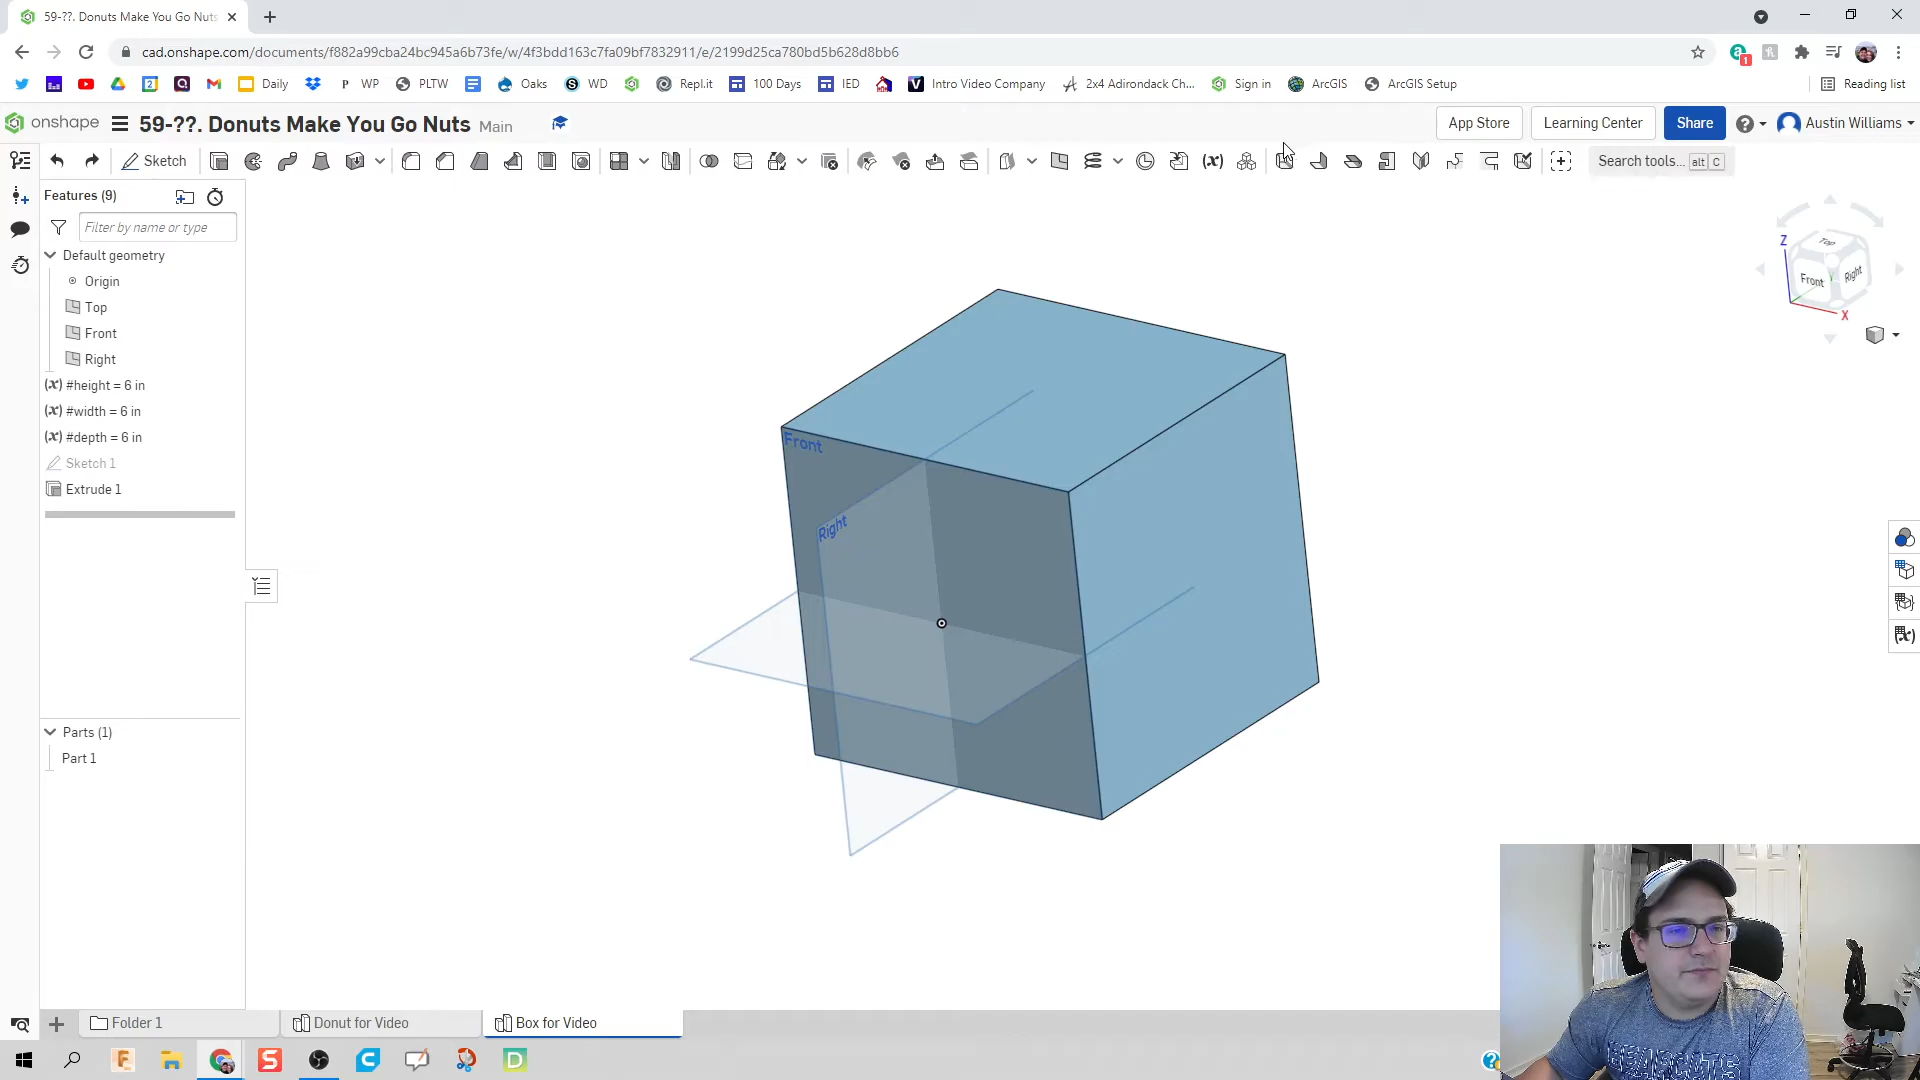 59-??. Donuts Make You Go Nuts
cad.onshape.com/documents/f882a99cba24bc945a6b73fe/w/4f3bdd163c7fa09bf7832911/e/2199d25ca780bd5b628d8bb6
1
Daily
P WP
PLTW
Oaks
WD
Repl.it
100 Days
IED
Intro Video Company
2x4 Adirondack Ch...
Sign in
ArcGIS
ArcGIS Setup
Reading list
onshape
59-??. Donuts Make You Go Nuts Main
App Store
Learning Center
Share
Austin Williams
Sketch
(x)
Search tools... alt C
Features (9)
Filter by name or type
Default geometry
Origin
Top
Front
Right
(x) #height = 6 in
(x) #width = 6 in
(x) #depth = 6 in
Sketch 1
Extrude 1
Parts (1)
Part 1
Front
Right
Z
Top
Front
Right
X
(x)
BEARCATS
Folder 1
Donut for Video
Box for Video